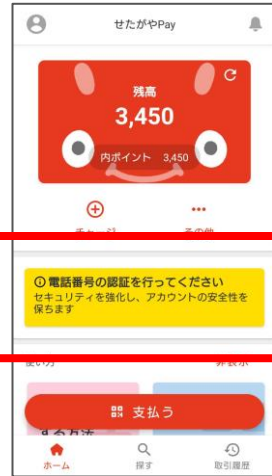 せたがやPay
残高
3,450
内ポイント 3,450
電話番号の認証を行ってください
セキュリティを強化し、アカウントの安全性を
保ちます
支払う
ホーム 探す 取引履歴